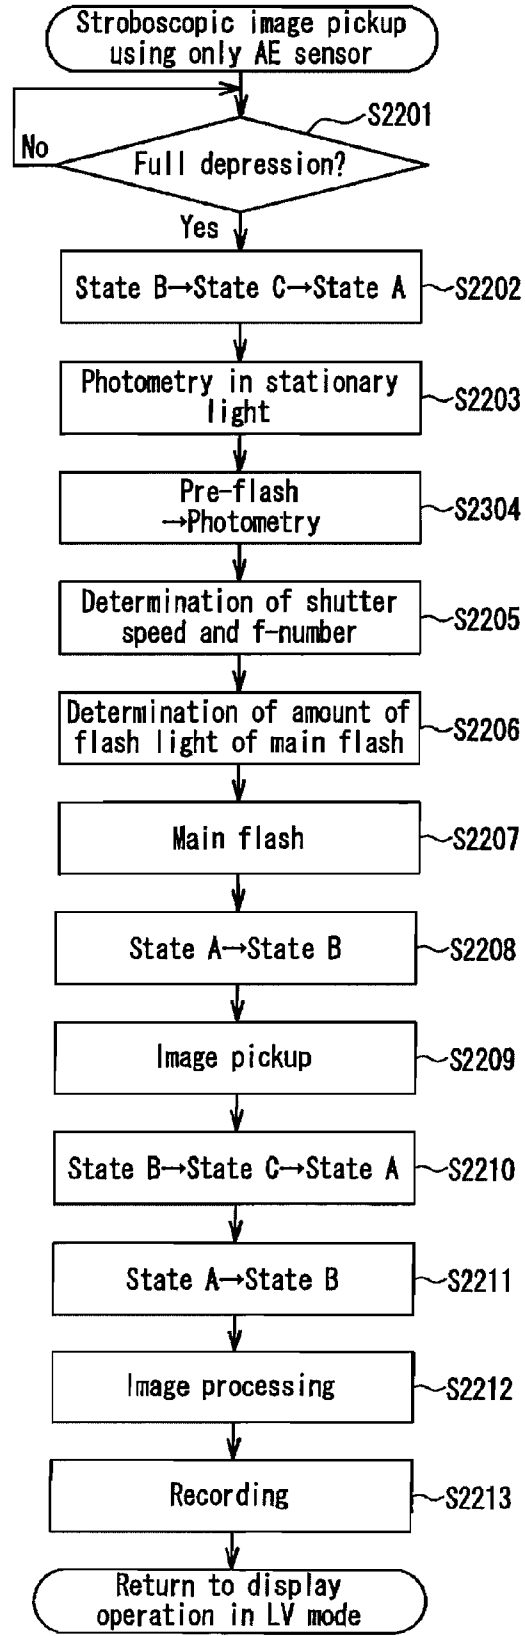 Stroboscopic image pickup
using only AE sensor
S2201
No
Full depression?
Yes
State B→State C→State A
S2202
Photometry in stationary
light
S2203
Pre-flash
→Photometry
S2304
Determination of shutter
speed and f-number
S2205
Determination of amount of
flash light of main flash
S2206
Main flash
S2207
State A→State B
S2208
Image pickup
S2209
State B→State C→State A
S2210
State A→State B
S2211
Image processing
S2212
Recording
S2213
Return to display
operation in LV mode